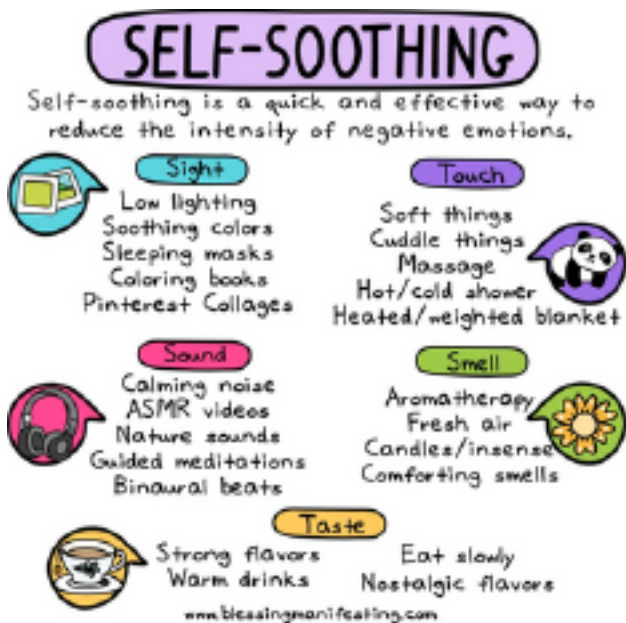 SELF-SOOTHING
Self-soothing is a quick and effective way to
reduce the intensity of negative emotions.
Sight
Low lighting
Soothing colors
Sleeping masks
Coloring books
Pinterest Collages
Touch
Soft things
Cuddle things
Massage
Hot/cold shower
Heated/weighted blanket
Sound
Calming noise
ASMR videos
Nature sounds
Guided meditations
Binaural beats
Smell
Aromatherapy
Fresh air
Candles/insense
Comforting smells
Taste
Strong flavors
Warm drinks
Eat slowly
Nostalgic flavors
www.blessingmanifesting.com